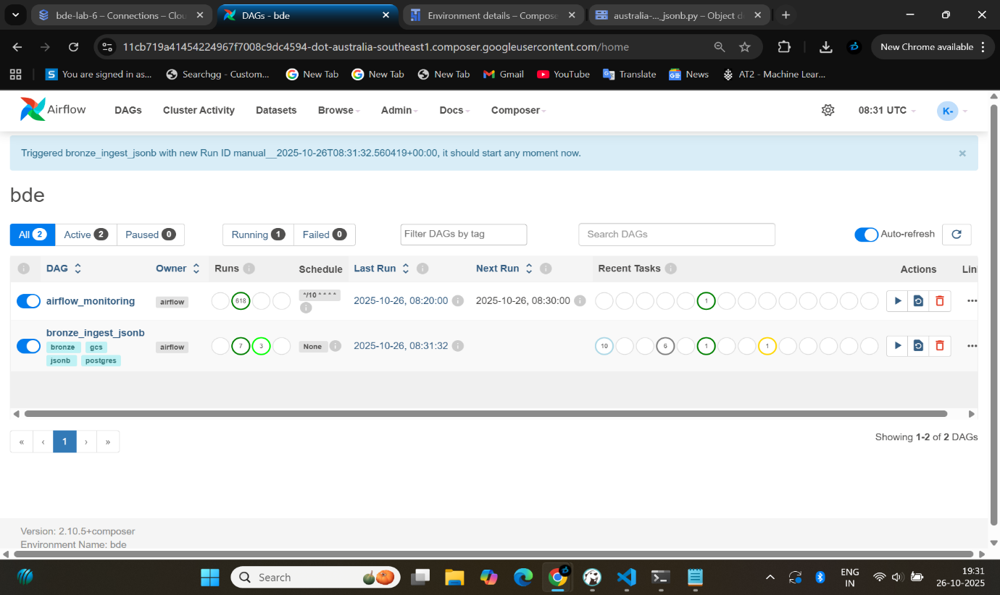 bde-lab-6 – Connections – Clou
DAGs - bde
Environment details – Compose
australia-..._jsonb.py – Object d
11cb719a41454224967f7008c9dc4594-dot-australia-southeast1.composer.googleusercontent.com/home
New Chrome available
You are signed in as...
Searchgg - Custom...
New Tab
New Tab
New Tab
Gmail
YouTube
Translate
News
AT2 - Machine Lear...
Airflow
DAGs
Cluster Activity
Datasets
Browse
Admin
Docs
Composer
08:31 UTC
K-
Triggered bronze_ingest_jsonb with new Run ID manual__2025-10-26T08:31:32.560419+00:00, it should start any moment now.
×
bde
All 2
Active 2
Paused 0
Running 1
Failed 0
Filter DAGs by tag
Search DAGs
Auto-refresh
DAG
Owner
Runs
Schedule
Last Run
Next Run
Recent Tasks
Actions
Lin
airflow_monitoring
airflow
618
*/10 * * * *
2025-10-26, 08:20:00
2025-10-26, 08:30:00
1
bronze_ingest_jsonb
bronze
gcs
jsonb
postgres
airflow
7
3
None
2025-10-26, 08:31:32
10
6
1
1
« ‹ 1 › »
Showing 1-2 of 2 DAGs
Version: 2.10.5+composer
Environment Name: bde
Search
ENG
IN
19:31
26-10-2025